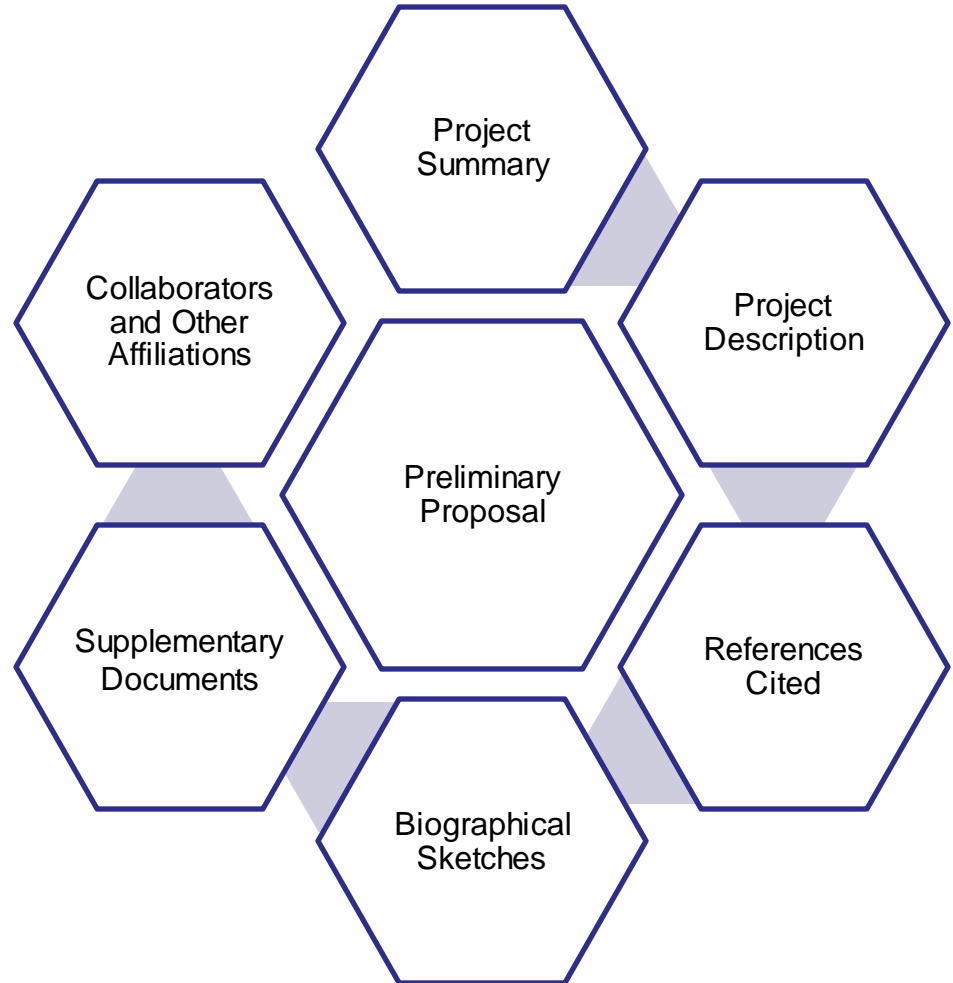 Project
Summary
Collaborators
and Other
Affiliations
Project
Description
Preliminary
Proposal
Supplementary
Documents
References
Cited
Biographical
Sketches